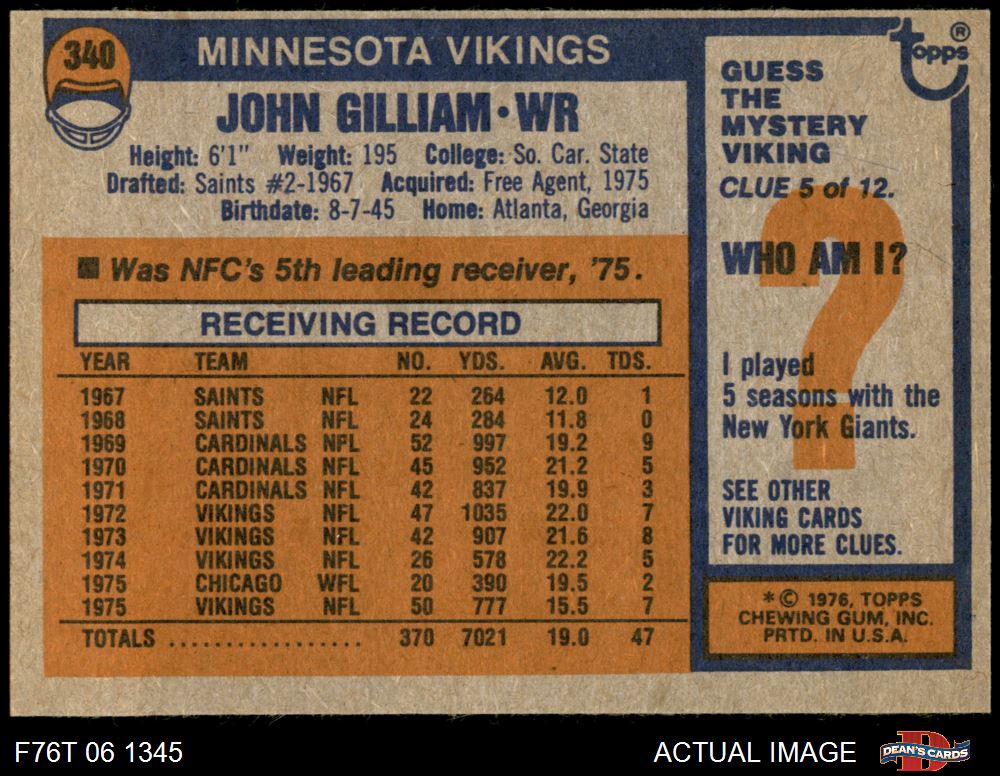 340
MINNESOTA VIKINGS
JOHN GILLIAM • WR
Height: 6'1" Weight: 195 College: So. Car. State
Drafted: Saints #2-1967 Acquired: Free Agent, 1975
Birthdate: 8-7-45 Home: Atlanta, Georgia
■ Was NFC's 5th leading receiver, '75.
RECEIVING RECORD
YEAR TEAM NO. YDS. AVG. TDS.
1967 SAINTS NFL 22 264 12.0 1
1968 SAINTS NFL 24 284 11.8 0
1969 CARDINALS NFL 52 997 19.2 9
1970 CARDINALS NFL 45 952 21.2 5
1971 CARDINALS NFL 42 837 19.9 3
1972 VIKINGS NFL 47 1035 22.0 7
1973 VIKINGS NFL 42 907 21.6 8
1974 VIKINGS NFL 26 578 22.2 5
1975 CHICAGO WFL 20 390 19.5 2
1975 VIKINGS NFL 50 777 15.5 7
TOTALS ................. 370 7021 19.0 47
topps ®
GUESS
THE
MYSTERY
VIKING
CLUE 5 of 12.
?
WHO AM I?
I played
5 seasons with the
New York Giants.
SEE OTHER
VIKING CARDS
FOR MORE CLUES.
*© 1976, TOPPS
CHEWING GUM, INC.
PRTD. IN U.S.A.
F76T 06 1345
ACTUAL IMAGE
D
DEAN'S CARDS